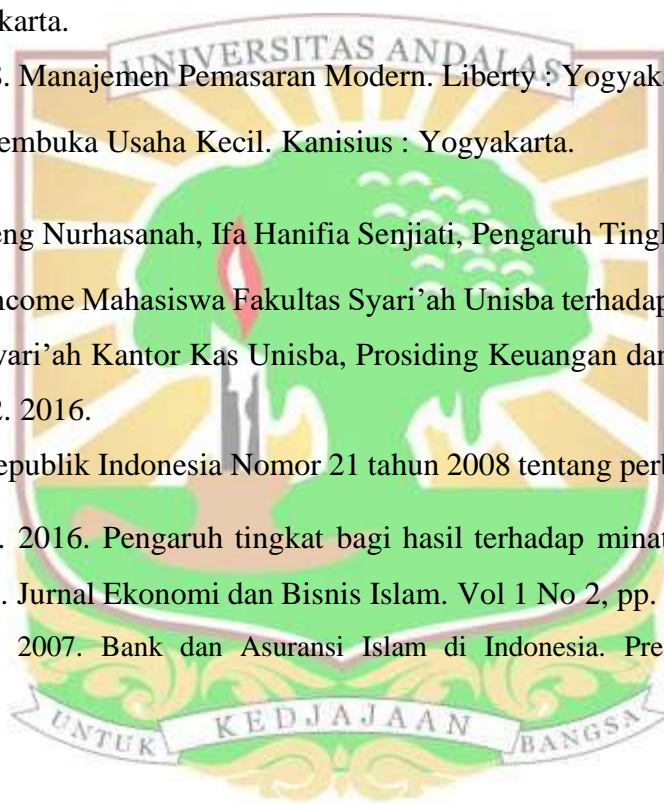 karta.
UNIVERSITAS ANDALAS
. Manajemen Pemasaran Modern. Liberty : Yogyaka
embuka Usaha Kecil. Kanisius : Yogyakarta.
eng Nurhasanah, Ifa Hanifia Senjiati, Pengaruh Tingk
ncome Mahasiswa Fakultas Syari’ah Unisba terhadap
yari’ah Kantor Kas Unisba, Prosiding Keuangan dan
. 2016.
epublik Indonesia Nomor 21 tahun 2008 tentang perb
. 2016. Pengaruh tingkat bagi hasil terhadap minat
. Jurnal Ekonomi dan Bisnis Islam. Vol 1 No 2, pp.
2007. Bank dan Asuransi Islam di Indonesia. Pre
UNTUK KEDJAJAAN BANGSA